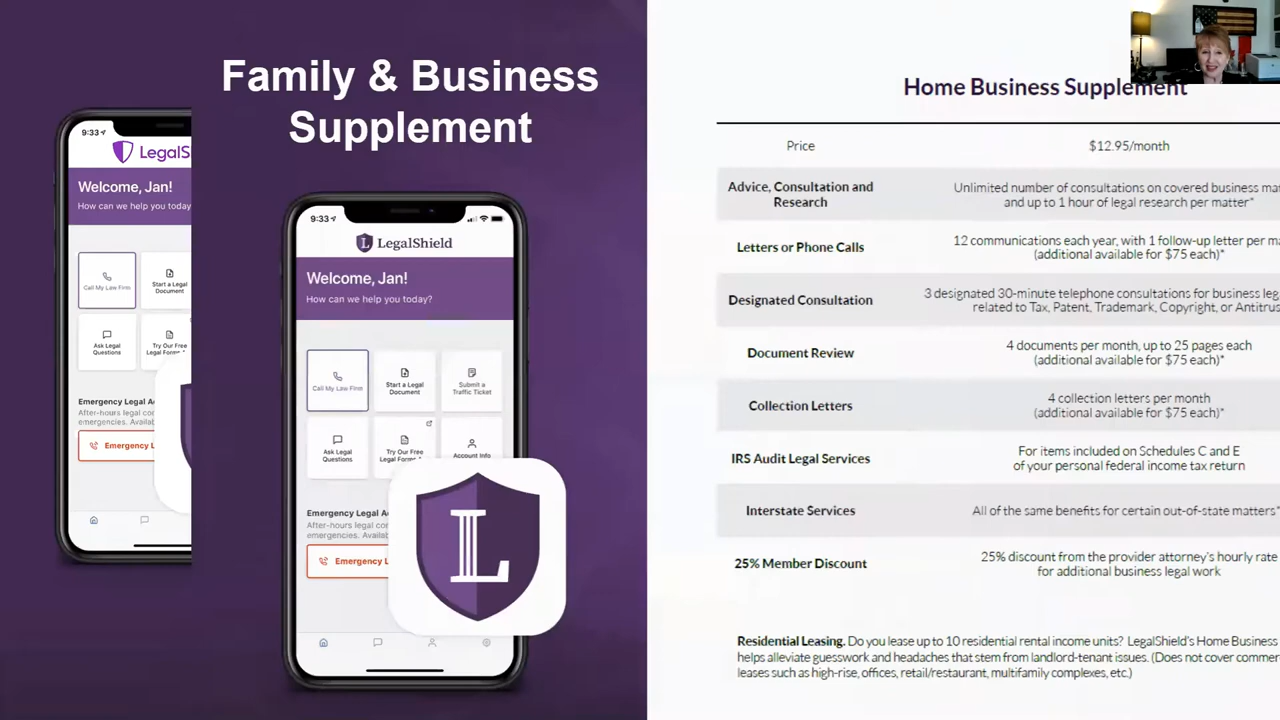 Family & Business
Supplement
9:33
LegalS
Welcome, Jan!
How can we help you today
Call My Law Firm
Start a Legal
Document
Ask Legal
Questions
Try Our Free
Legal Forms
Emergency Legal A
After-hours legal co
emergencies. Availa
Emergency L
9:33
LegalShield
Welcome, Jan!
How can we help you today?
Call My Law Firm
Start a Legal
Document
Submit a
Traffic Ticket
Ask Legal
Questions
Try Our Free
Legal Forms
Account Info
Emergency Legal A
After-hours legal co
emergencies. Availa
Emergency
L
Home Business Supplement
Price
$12.95/month
Advice, Consultation and
Research
Unlimited number of consultations on covered business ma
and up to 1 hour of legal research per matter*
Letters or Phone Calls
12 communications each year, with 1 follow-up letter per m
(additional available for $75 each)*
Designated Consultation
3 designated 30-minute telephone consultations for business leg
related to Tax, Patent, Trademark, Copyright, or Antitrus
Document Review
4 documents per month, up to 25 pages each
(additional available for $75 each)*
Collection Letters
4 collection letters per month
(additional available for $75 each)*
IRS Audit Legal Services
For items included on Schedules C and E
of your personal federal income tax return
Interstate Services
All of the same benefits for certain out-of-state matters*
25% Member Discount
25% discount from the provider attorney's hourly rate
for additional business legal work
Residential Leasing. Do you lease up to 10 residential rental income units? LegalShield's Home Business
helps alleviate guesswork and headaches that stem from landlord-tenant issues. (Does not cover commer
leases such as high-rise, offices, retail/restaurant, multifamily complexes, etc.)